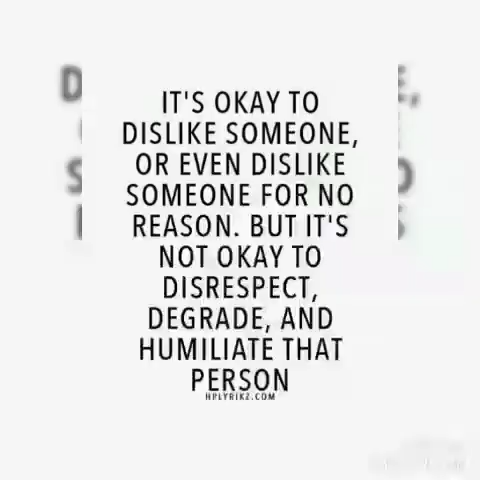 IT'S OKAY TO
DISLIKE SOMEONE,
OR EVEN DISLIKE
SOMEONE FOR NO
REASON. BUT IT'S
NOT OKAY TO
DISRESPECT,
DEGRADE, AND
HUMILIATE THAT
PERSON
HPLYRIKZ.COM